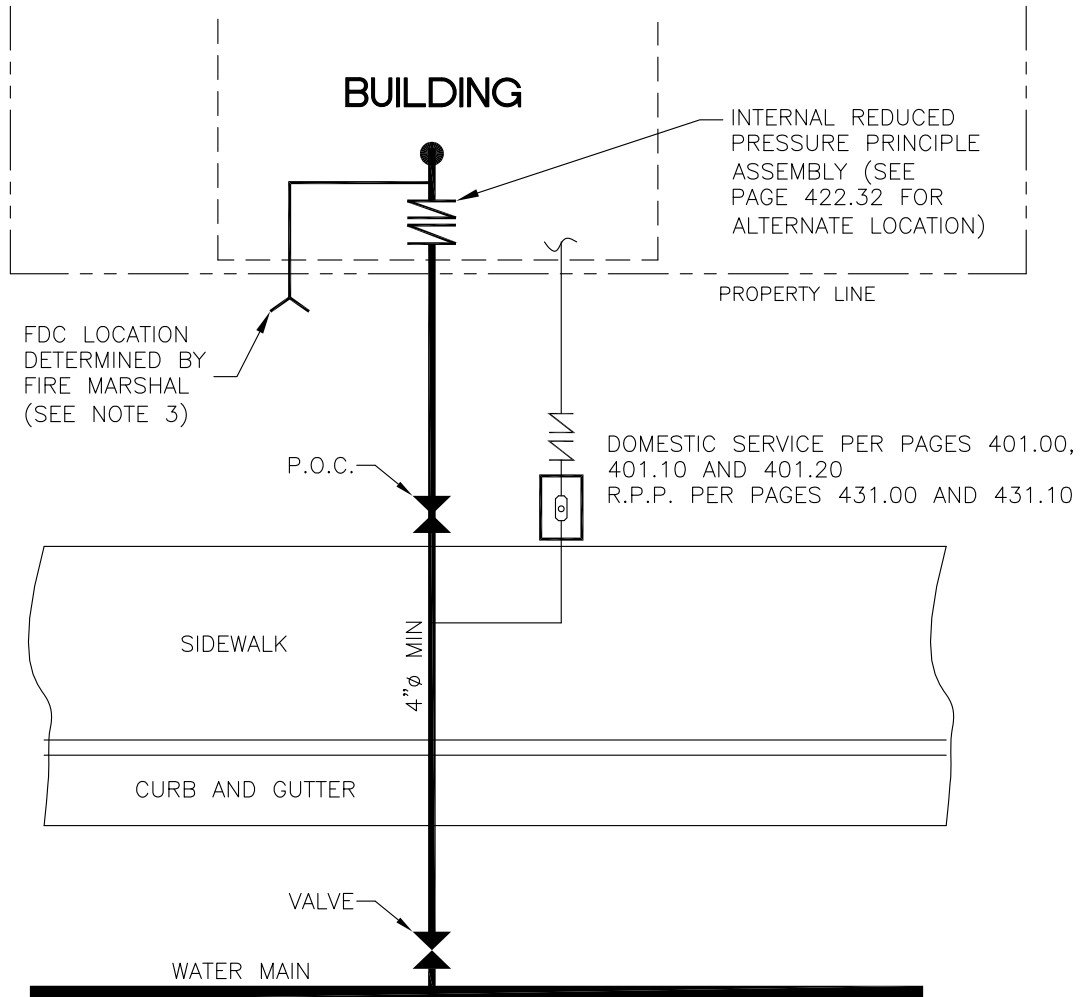 BUILDING
INTERNAL REDUCED
PRESSURE PRINCIPLE
ASSEMBLY (SEE
PAGE 422.32 FOR
ALTERNATE LOCATION)
PROPERTY LINE
FDC LOCATION
DETERMINED BY
FIRE MARSHAL
(SEE NOTE 3)
P.O.C.
DOMESTIC SERVICE PER PAGES 401.00,
401.10 AND 401.20
R.P.P. PER PAGES 431.00 AND 431.10
SIDEWALK
4"ø MIN
CURB AND GUTTER
VALVE
WATER MAIN